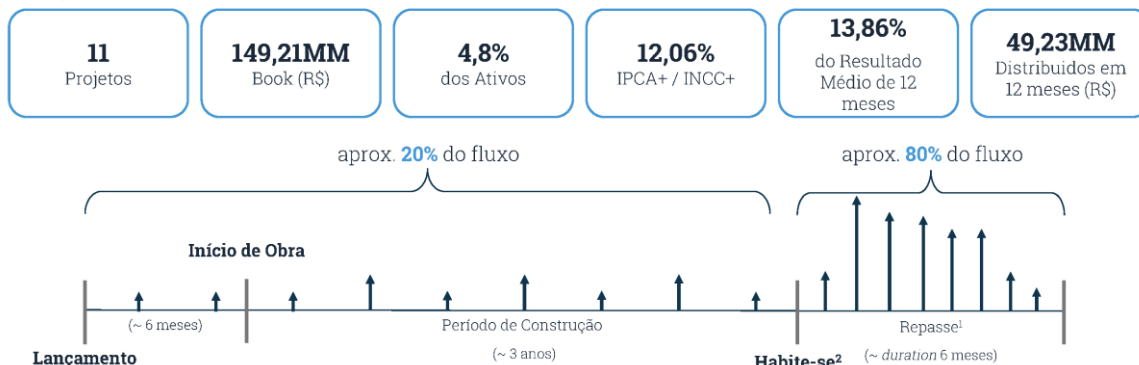 11
Projetos
149,21MM
Book (R$)
4,8%
dos Ativos
12,06%
IPCA+ / INCC+
13,86%
do Resultado
Médio de 12
meses
49,23MM
Distribuidos em
12 meses (R$)
aprox. 20% do fluxo
aprox. 80% do fluxo
Início de Obra
(~ 6 meses)
Período de Construção
(~ 3 anos)
Repasse¹
(~ duration 6 meses)
Lançamento
Habite-se²